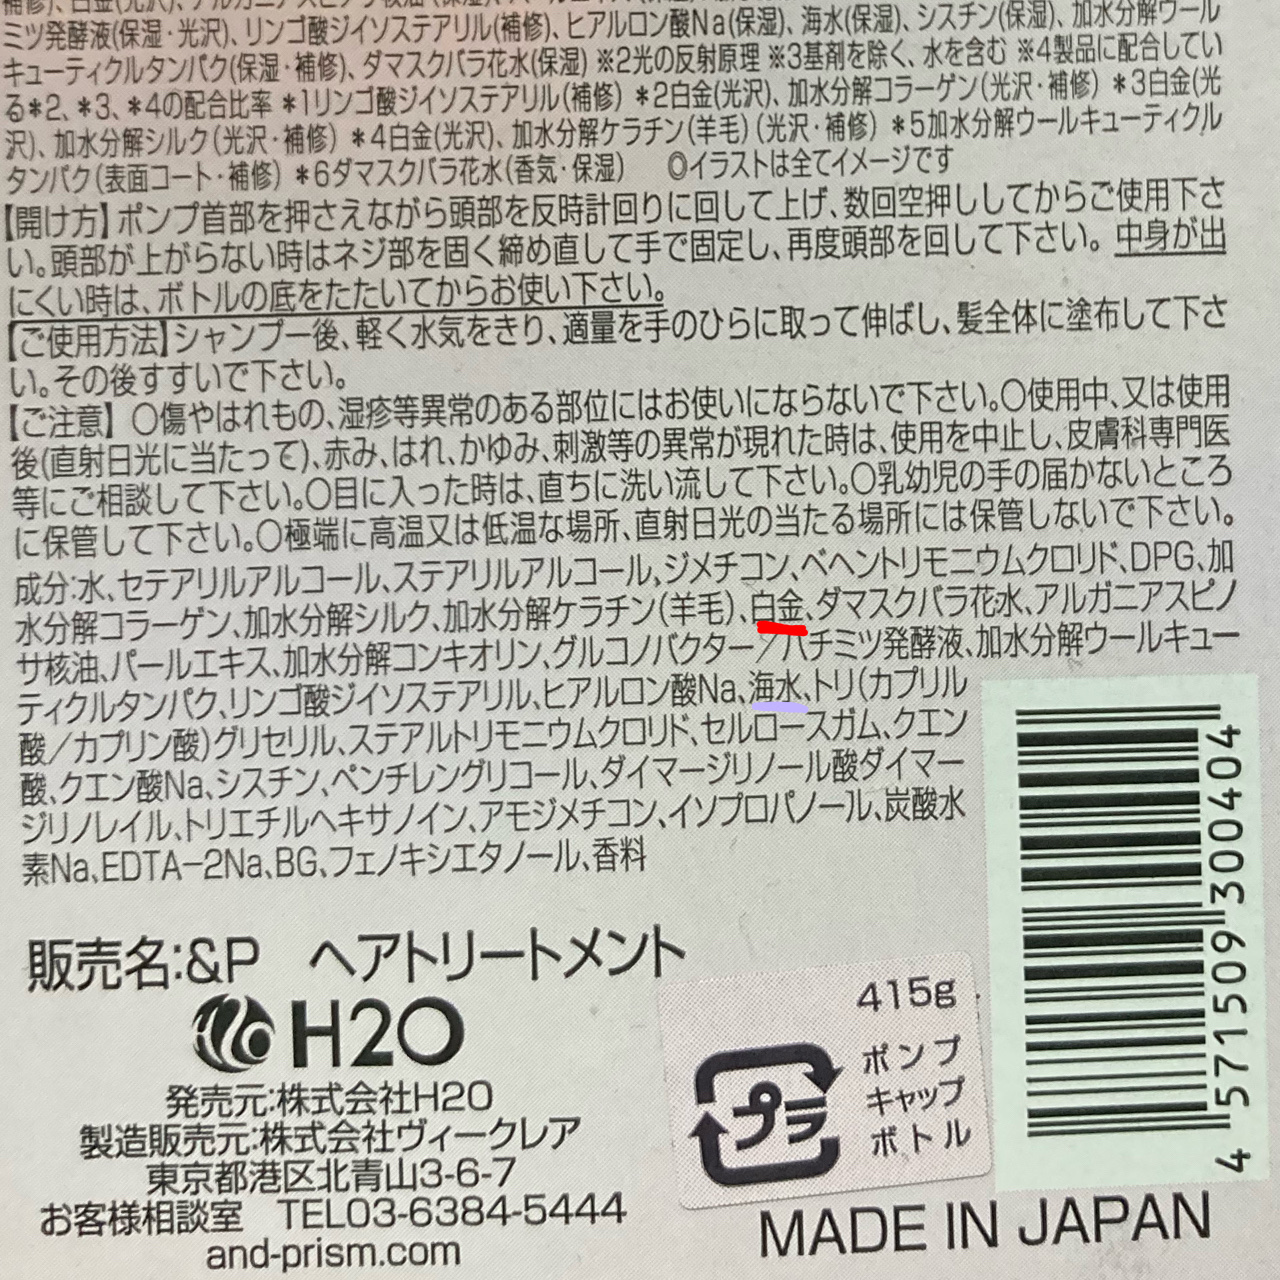 ミツ発酵液(保湿・光沢)、リンゴ酸ジイソステアリル(補修)、ヒアルロン酸Na(保湿)、海水(保湿)、シスチン(保湿)、加水分解ウール
キューティクルタンパク(保湿・補修)、ダマスクバラ花水(保湿) ※2光の反射原理 ※3基剤を除く、水を含む ※4製品に配合してい
る*2、*3、*4の配合比率 *1リンゴ酸ジイソステアリル(補修) *2白金(光沢)、加水分解コラーゲン(光沢・補修) *3白金(光
沢)、加水分解シルク(光沢・補修) *4白金(光沢)、加水分解ケラチン(羊毛)(光沢・補修) *5加水分解ウールキューティクル
タンパク(表面コート・補修) *6ダマスクバラ花水(香気・保湿) ◎イラストは全てイメージです
【開け方】ポンプ首部を押さえながら頭部を反時計回りに回して上げ、数回空押ししてからご使用下さ
い。頭部が上がらない時はネジ部を固く締め直して手で固定し、再度頭部を回して下さい。中身が出
にくい時は、ボトルの底をたたいてからお使い下さい。
【ご使用方法】シャンプー後、軽く水気をきり、適量を手のひらに取って伸ばし、髪全体に塗布して下さ
い。その後すすいで下さい。
【ご注意】〇傷やはれもの、湿疹等異常のある部位にはお使いにならないで下さい。〇使用中、又は使用
後(直射日光に当たって)、赤み、はれ、かゆみ、刺激等の異常が現れた時は、使用を中止し、皮膚科専門医
等にご相談して下さい。〇目に入った時は、直ちに洗い流して下さい。〇乳幼児の手の届かないところ
に保管して下さい。〇極端に高温又は低温な場所、直射日光の当たる場所には保管しないで下さい。
成分:水、セテアリルアルコール、ステアリルアルコール、ジメチコン、ベヘントリモニウムクロリド、DPG、加
水分解コラーゲン、加水分解シルク、加水分解ケラチン(羊毛)、白金、ダマスクバラ花水、アルガニアスピノ
サ核油、パールエキス、加水分解コンキオリン、グルコノバクター/ハチミツ発酵液、加水分解ウールキュー
ティクルタンパク、リンゴ酸ジイソステアリル、ヒアルロン酸Na、海水、トリ(カプリル
酸/カプリン酸)グリセリル、ステアルトリモニウムクロリド、セルロースガム、クエン
酸、クエン酸Na、シスチン、ペンチレングリコール、ダイマージリノール酸ダイマー
ジリノレイル、トリエチルヘキサノイン、アモジメチコン、イソプロパノール、炭酸水
素Na、EDTA-2Na、BG、フェノキシエタノール、香料
販売名:&P ヘアトリートメント
H2O
発売元:株式会社H2O
製造販売元:株式会社ヴィークレア
東京都港区北青山3-6-7
お客様相談室 TEL03-6384-5444
and-prism.com
415g
プラ
ポンプ
キャップ
ボトル
4571509300404
MADE IN JAPAN